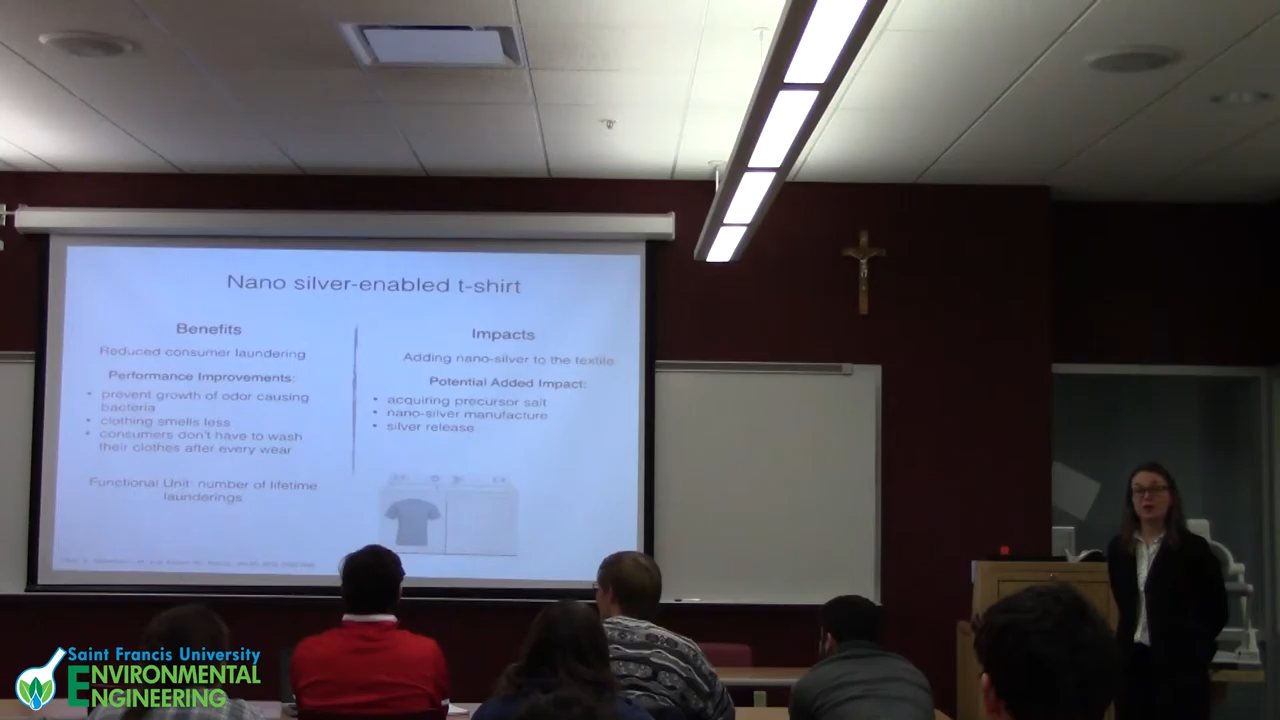 Nano silver-enabled t-shirt
Benefits
Reduced consumer laundering
Performance Improvements:
• prevent growth of odor causing
bacteria
• clothing smells less
• consumers don't have to wash
their clothes after every wear
Functional Unit: number of lifetime
launderings
Impacts
Adding nano-silver to the textile
Potential Added Impact:
• acquiring precursor salt
• nano-silver manufacture
• silver release
Saint Francis University
ENVIRONMENTAL
ENGINEERING